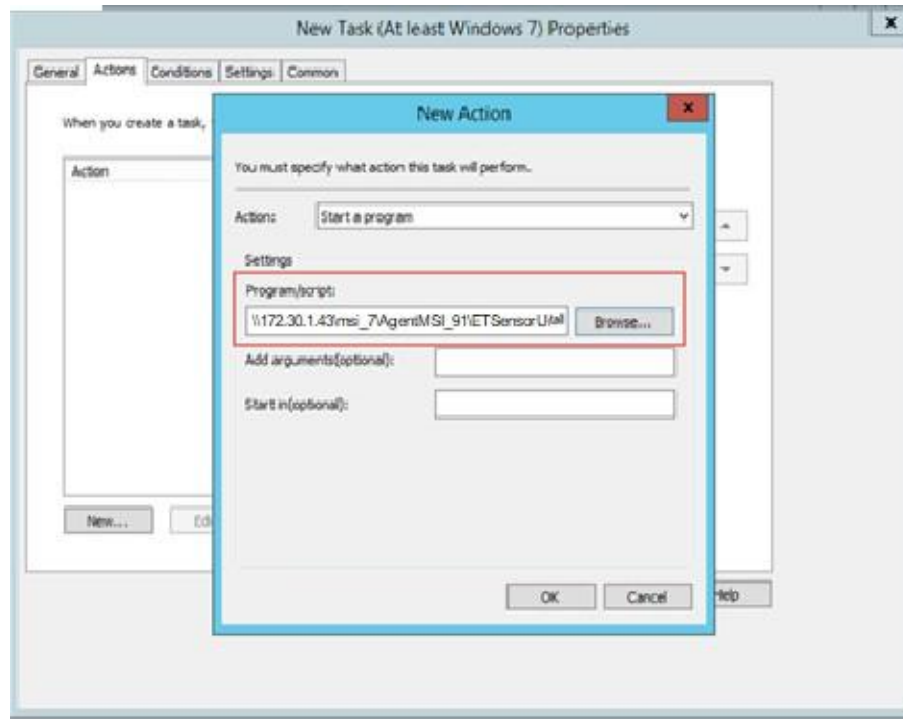 New Task (At least Windows 7) Properties
General Actions Conditions Settings Common
When you create a task,
Action
New...
New Action
You must specify what action this task will perform.
Action: Start a program
Settings
Program/script:
\\172.30.1.43\msi_7\AgentMSI_91\ETSensorU Browse...
Add arguments(optional):
Start in(optional):
OK Cancel
Help